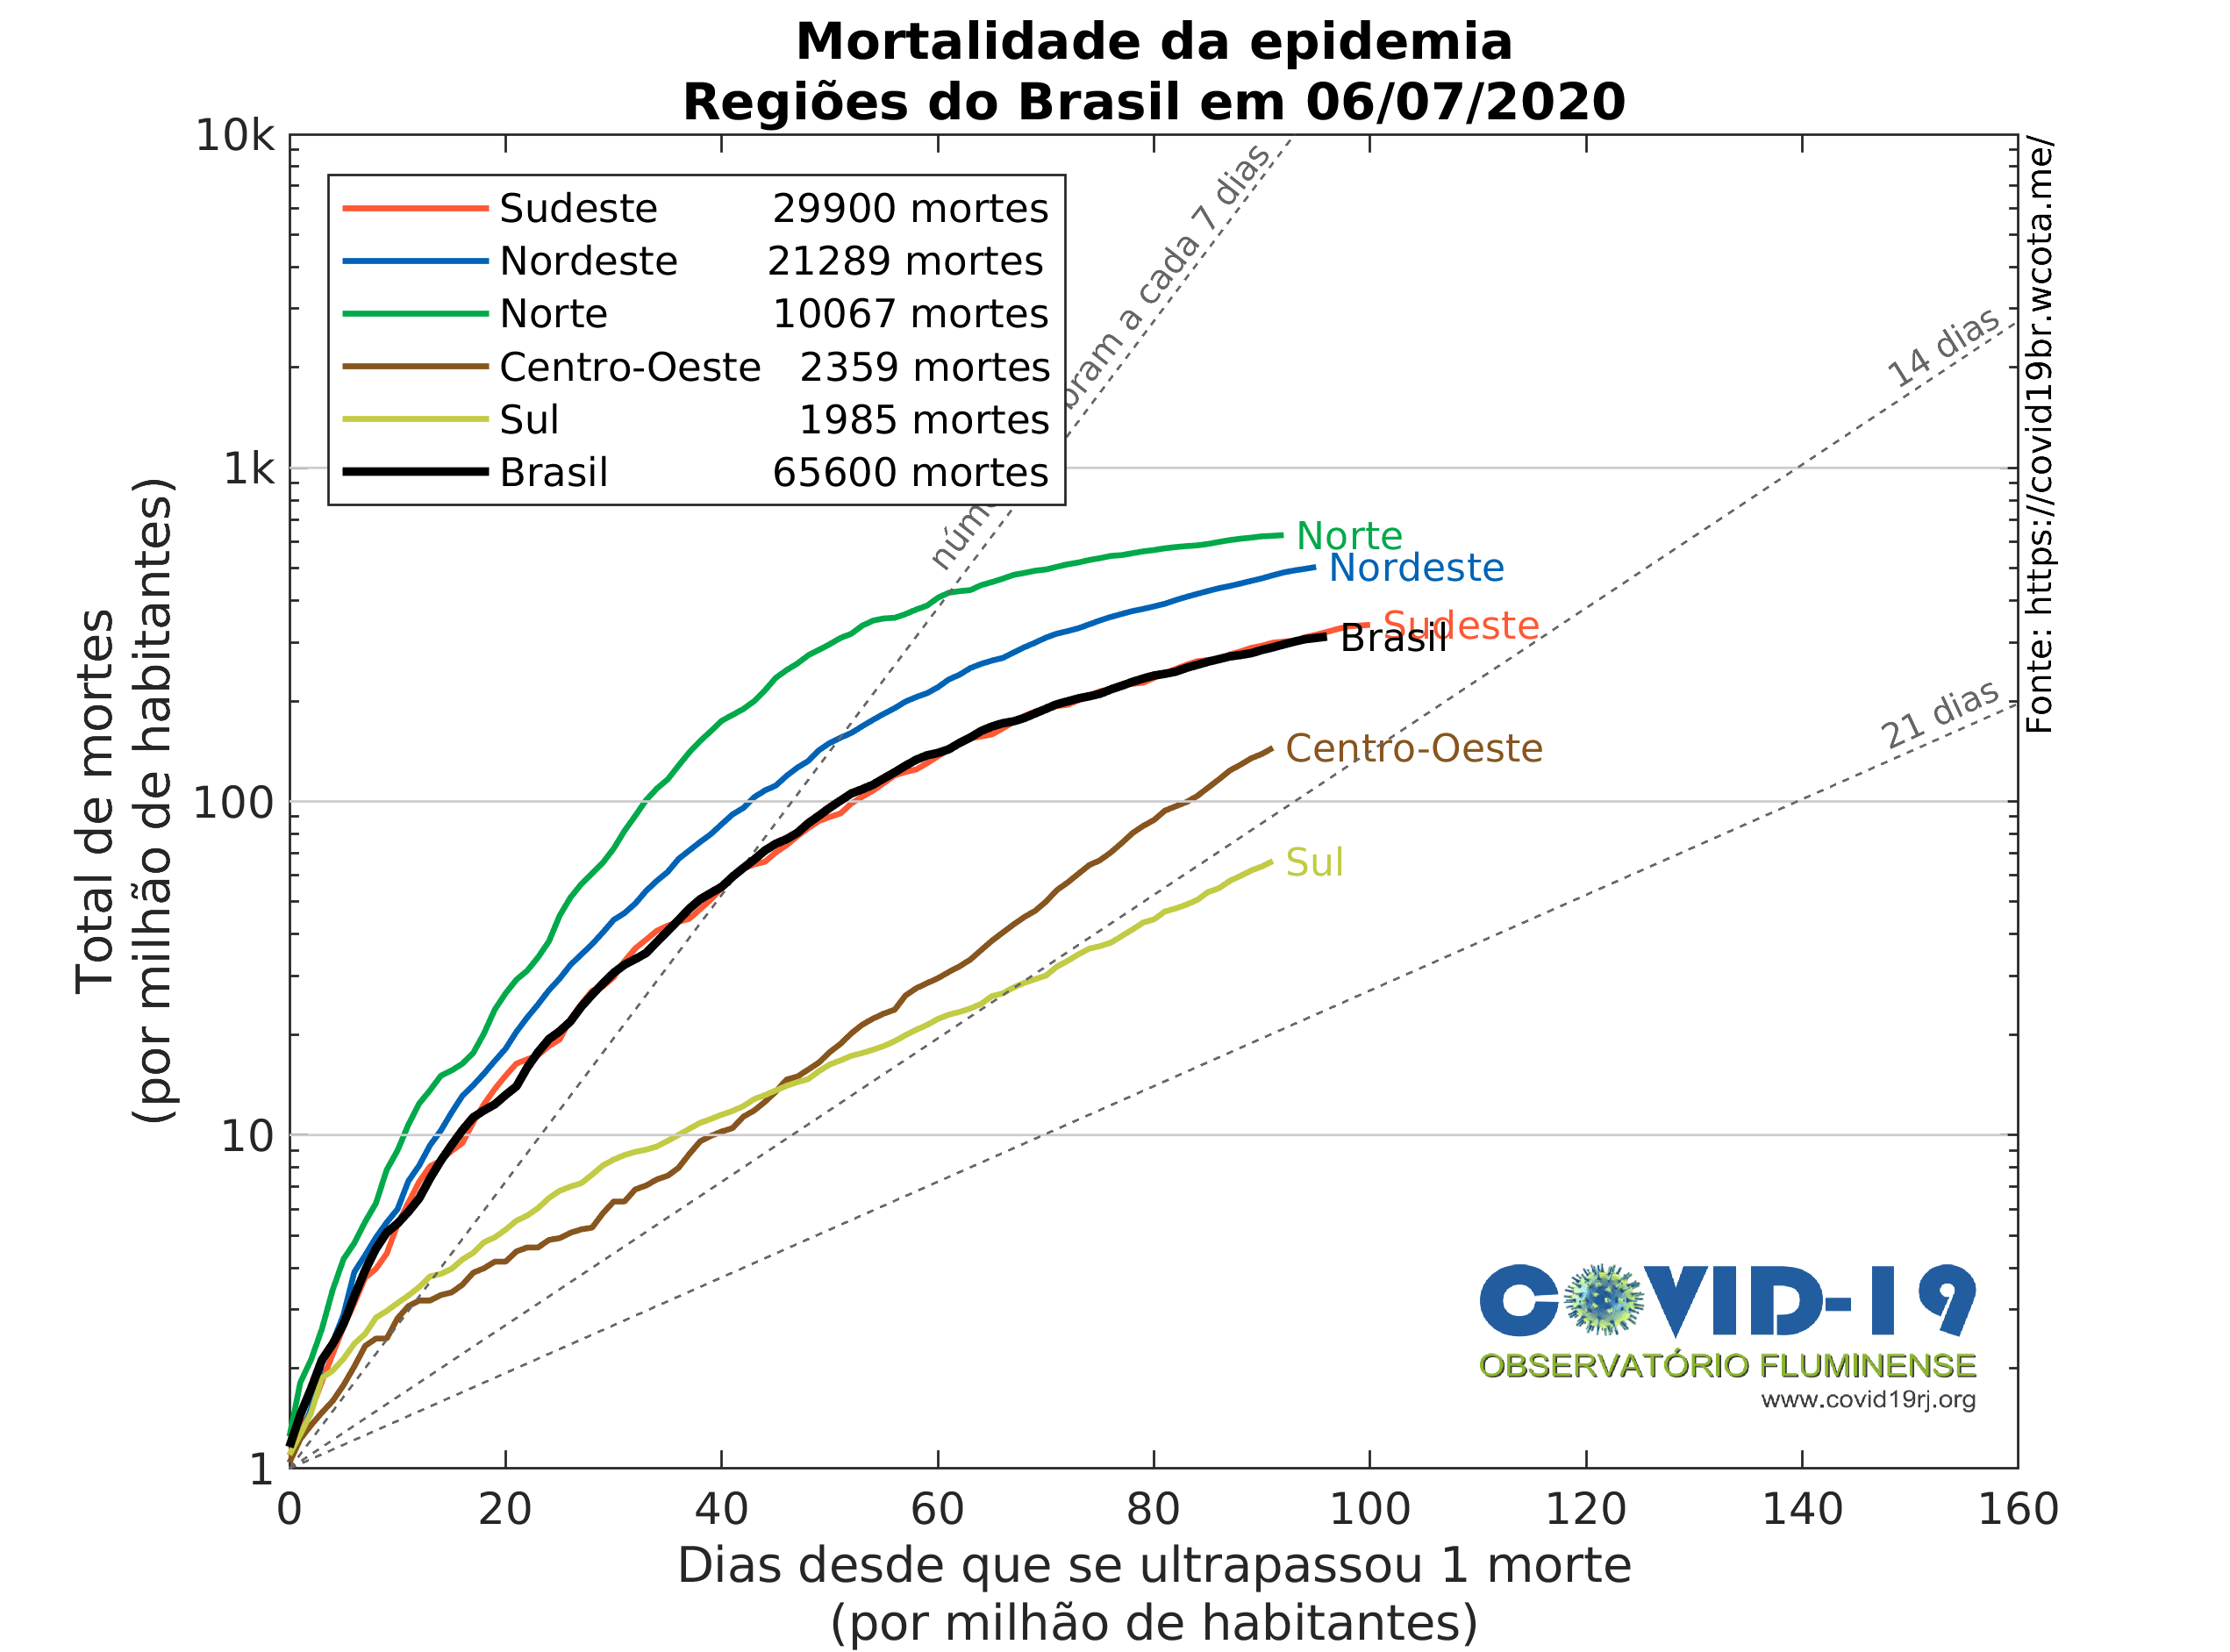 Mortalidade da epidemia
Regiões do Brasil em 06/07/2020
10k
1k
100
10
1
Total de mortes
(por milhão de habitantes)
Sudeste 29900 mortes
Nordeste 21289 mortes
Norte 10067 mortes
Centro-Oeste 2359 mortes
Sul 1985 mortes
Brasil 65600 mortes
a cada 7 dias
14 dias
21 dias
Norte
Nordeste
Sudeste
Brasil
Centro-Oeste
Sul
Fonte: https://covid19br.wcota.me/
COVID-19
OBSERVATÓRIO FLUMINENSE
www.covid19rj.org
0 20 40 60 80 100 120 140 160
Dias desde que se ultrapassou 1 morte
(por milhão de habitantes)